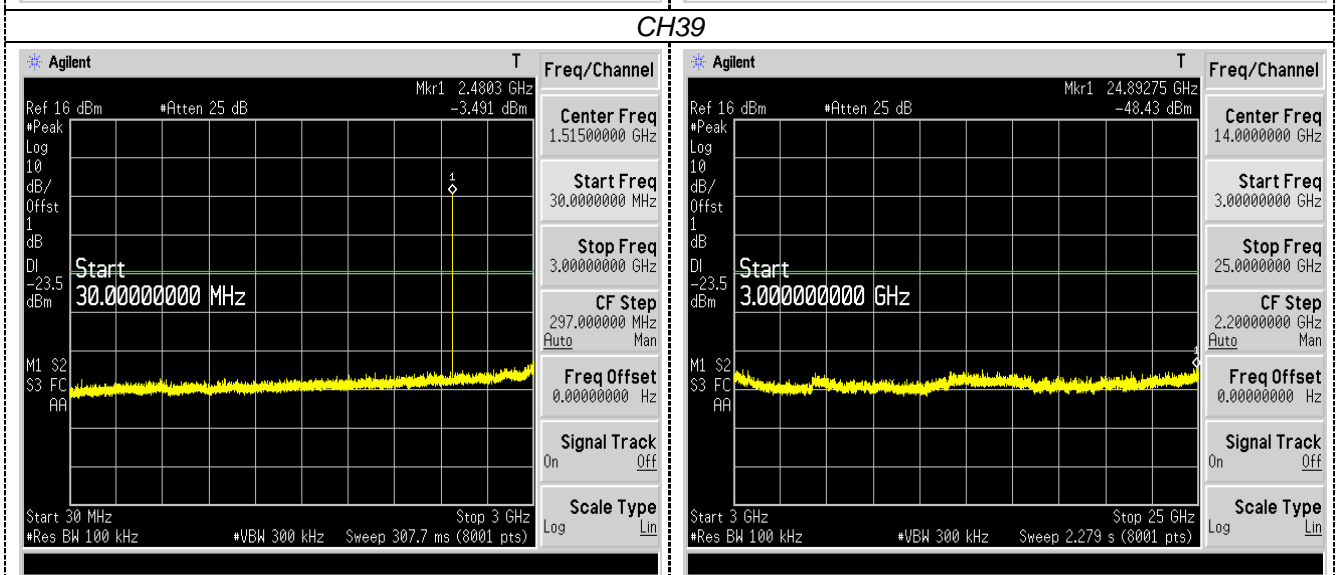 CH39
Agilent T
Mkr1 2.4803 GHz
Ref 16 dBm #Atten 25 dB -3.491 dBm
#Peak
Log
10
dB/
Offst
1
dB
DI
-23.5
dBm
M1 S2
S3 FC
AA
1
Start
30.00000000 MHz
Start 30 MHz Stop 3 GHz
#Res BW 100 kHz #VBW 300 kHz Sweep 307.7 ms (8001 pts)
Freq/Channel
Center Freq
1.51500000 GHz
Start Freq
30.0000000 MHz
Stop Freq
3.00000000 GHz
CF Step
297.000000 MHz
Auto Man
Freq Offset
0.00000000 Hz
Signal Track
On Off
Scale Type
Log Lin
Agilent T
Mkr1 24.89275 GHz
Ref 16 dBm #Atten 25 dB -48.43 dBm
#Peak
Log
10
dB/
Offst
1
dB
DI
-23.5
dBm
M1 S2
S3 FC
AA
1
Start
3.000000000 GHz
Start 3 GHz Stop 25 GHz
#Res BW 100 kHz #VBW 300 kHz Sweep 2.279 s (8001 pts)
Freq/Channel
Center Freq
14.0000000 GHz
Start Freq
3.00000000 GHz
Stop Freq
25.0000000 GHz
CF Step
2.20000000 GHz
Auto Man
Freq Offset
0.00000000 Hz
Signal Track
On Off
Scale Type
Log Lin